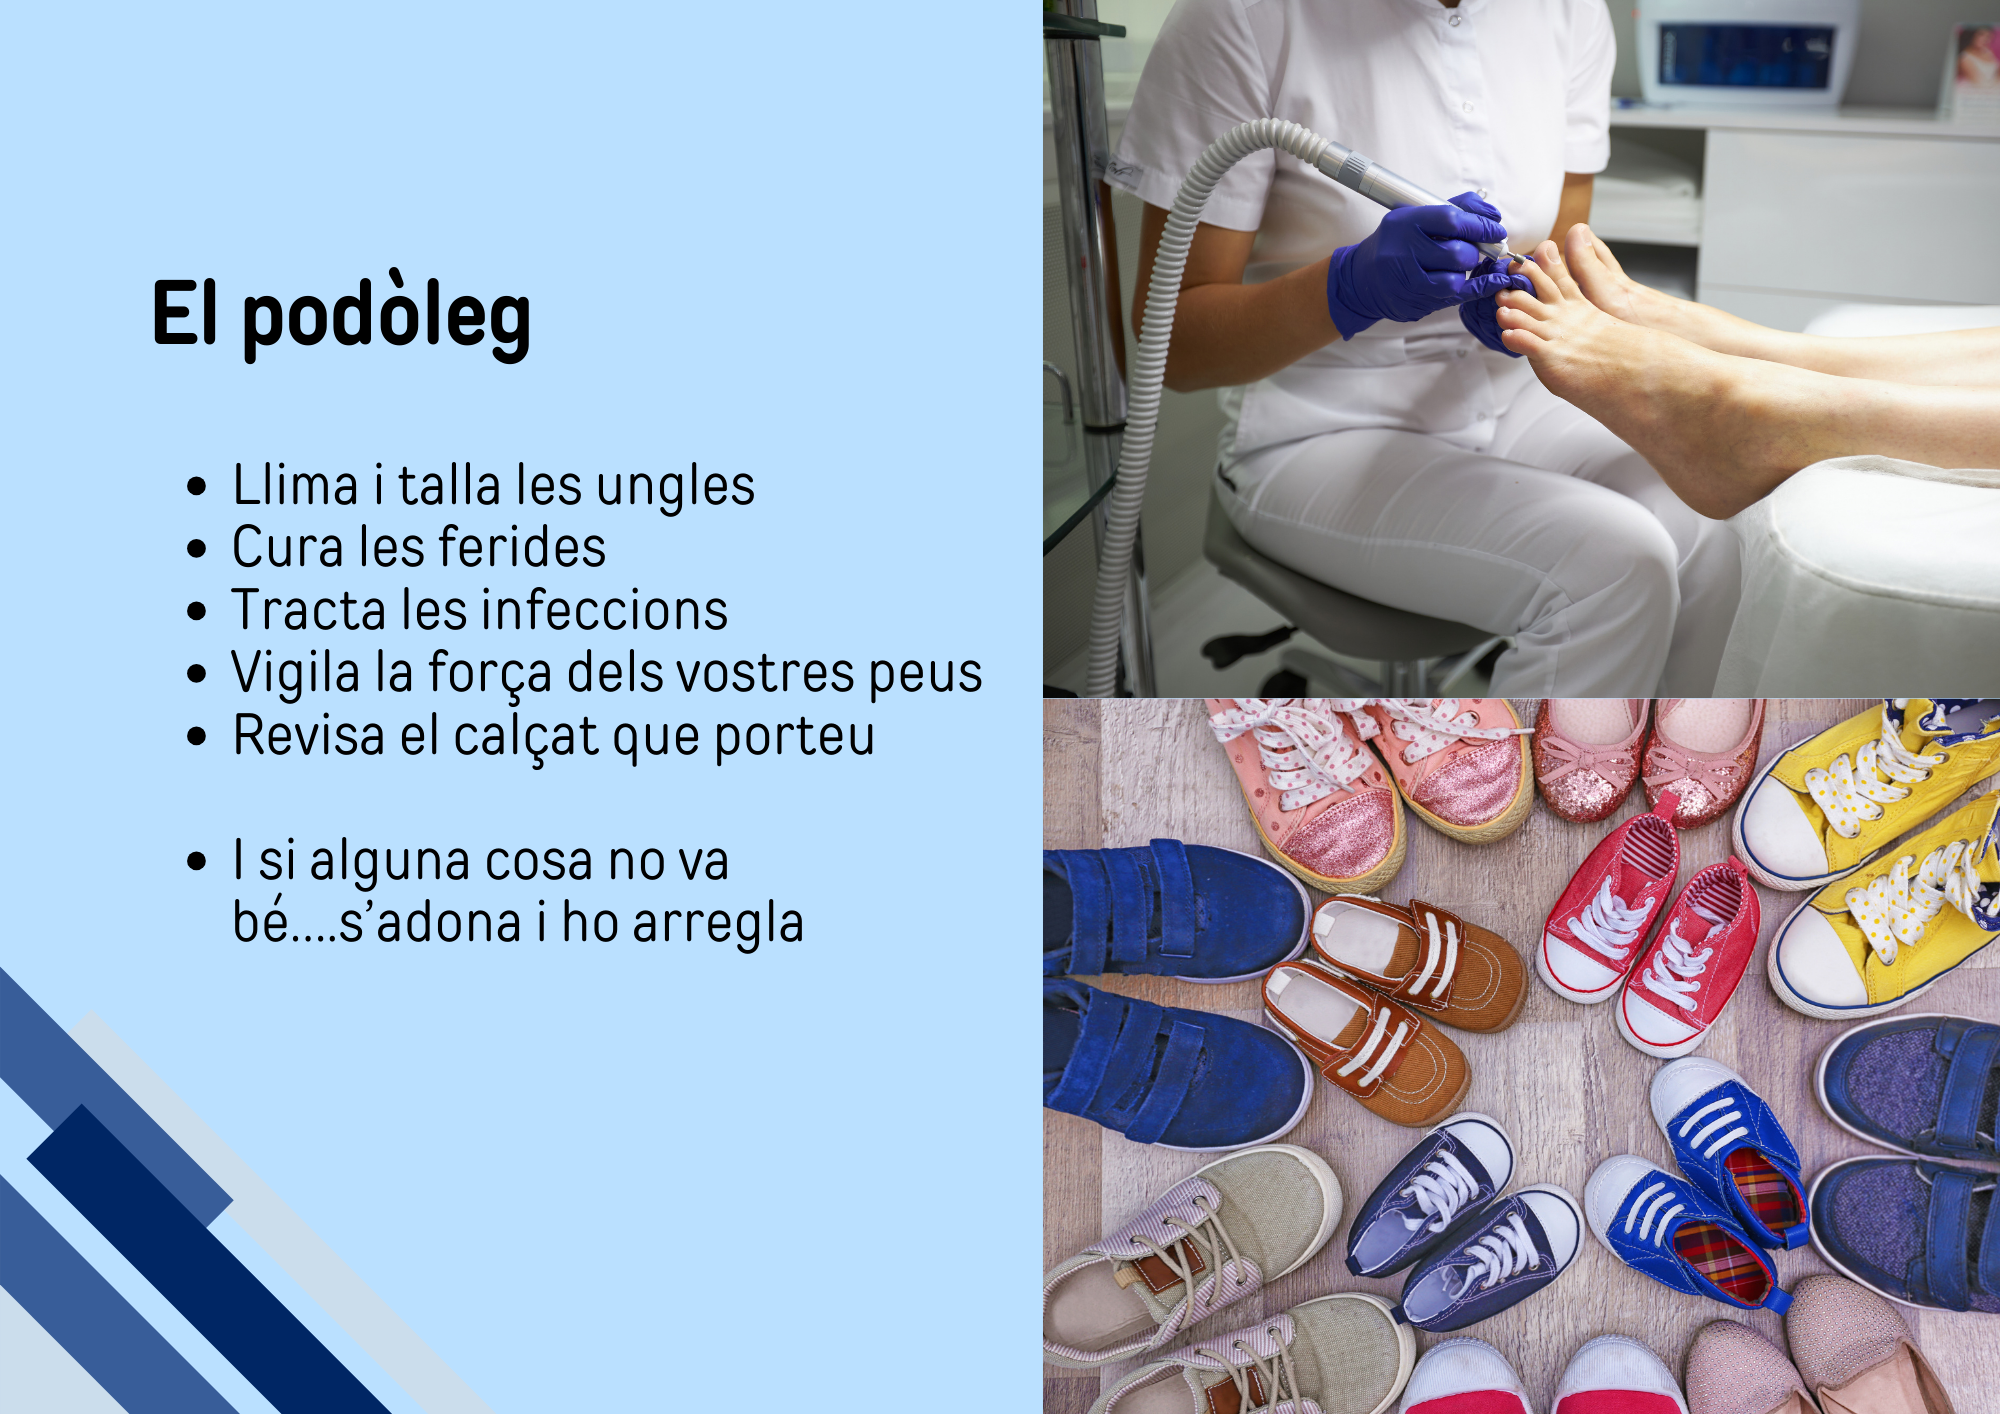 El podòleg
• Llima i talla les ungles
• Cura les ferides
• Tracta les infeccions
• Vigila la força dels vostres peus
• Revisa el calçat que porteu
• I si alguna cosa no va
bé....s’adona i ho arregla